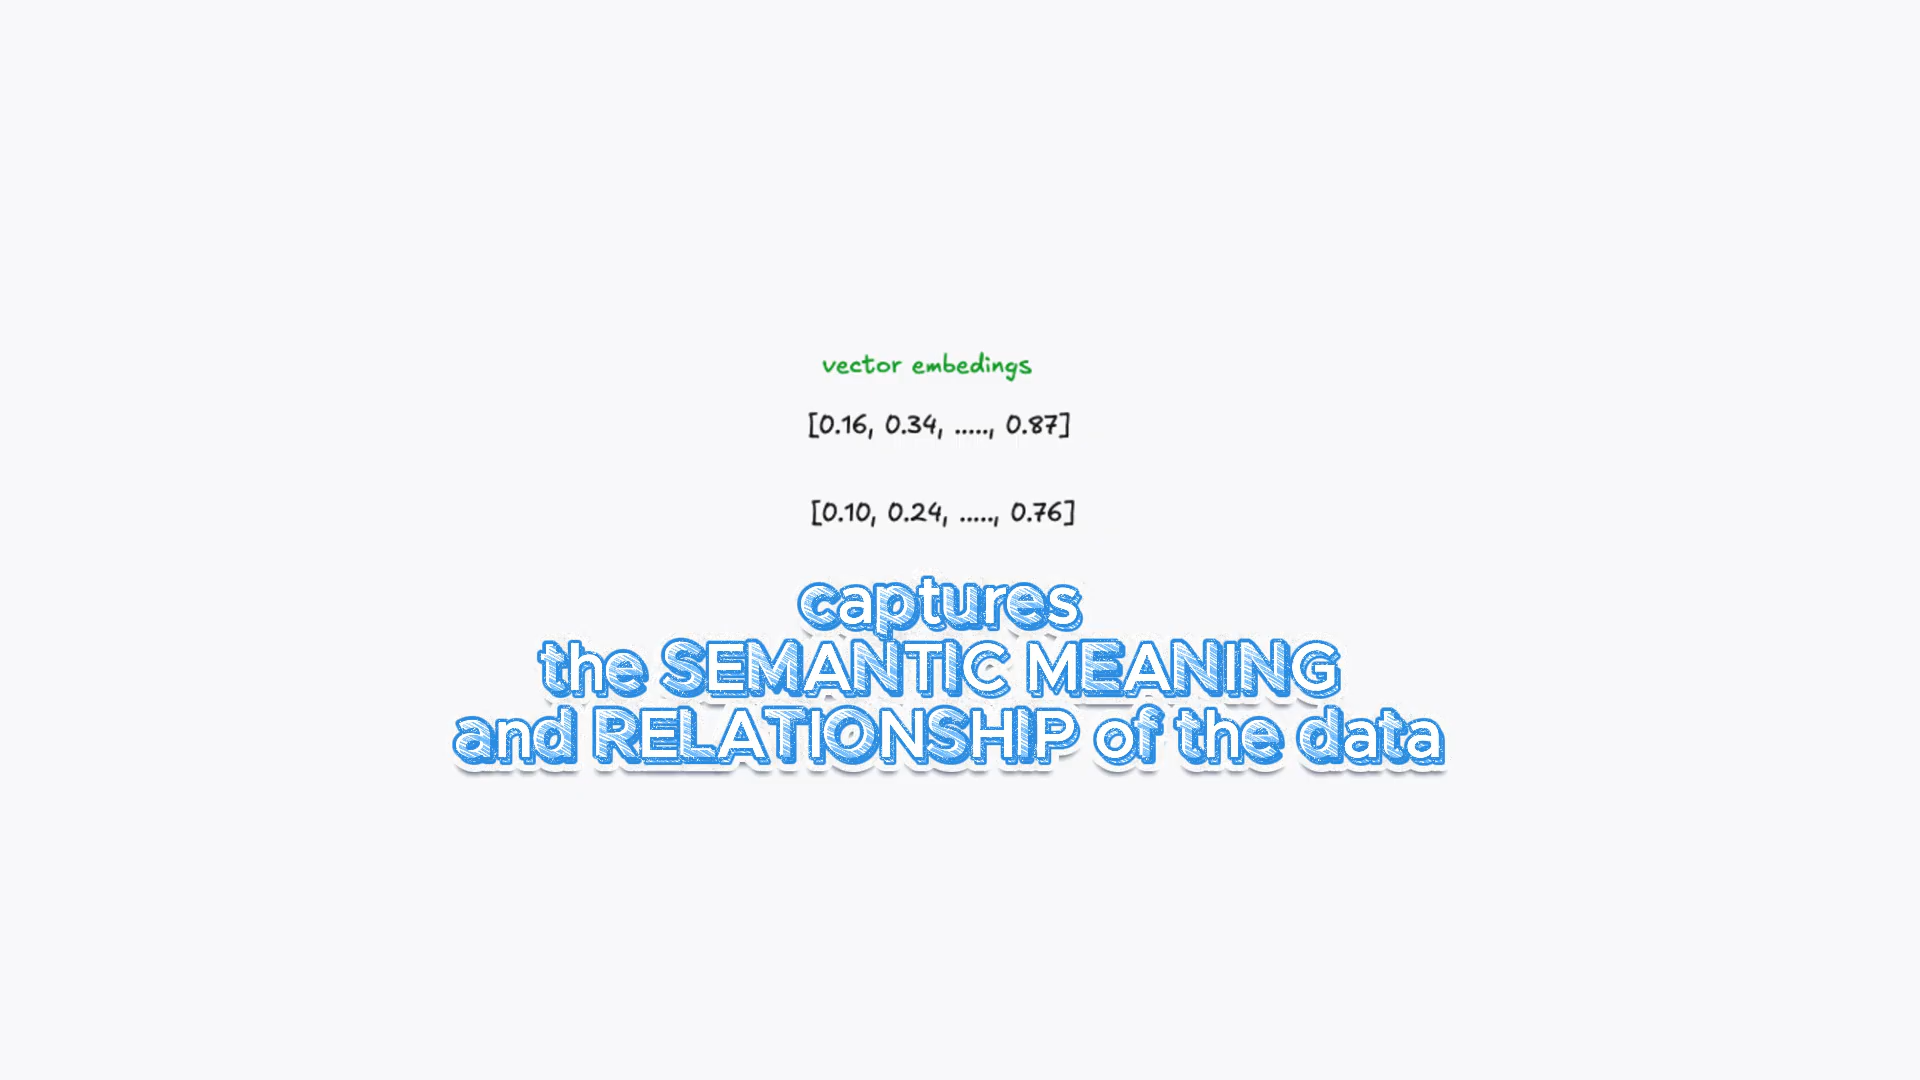 vector embedings
[0.16, 0.34, ....., 0.87]
[0.10, 0.24, ....., 0.76]
captures
the SEMANTIC MEANING
and RELATIONSHIP of the data